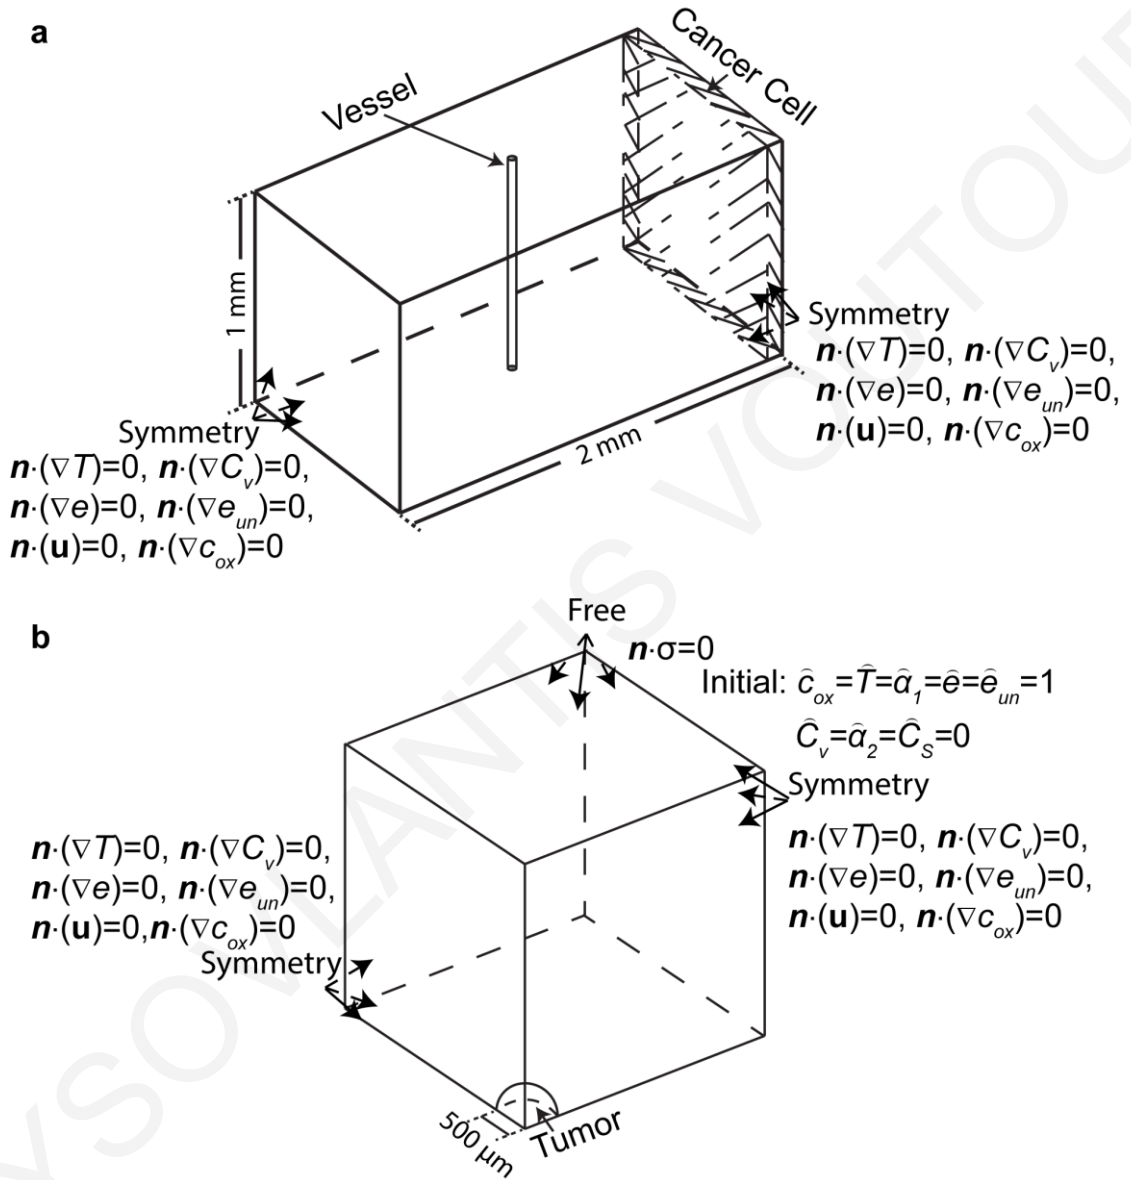 a
Vessel
Cancer Cell
1 mm
2 mm
Symmetry
n·(∇T)=0, n·(∇C_v)=0,
n·(∇e)=0, n·(∇e_un)=0,
n·(u)=0, n·(∇c_ox)=0
Symmetry
n·(∇T)=0, n·(∇C_v)=0,
n·(∇e)=0, n·(∇e_un)=0,
n·(u)=0, n·(∇c_ox)=0
b
Free
n·σ=0
Initial: ĉ_ox=T̂=α̂_1=ê=ê_un=1
Ĉ_v=α̂_2=Ĉ_S=0
Symmetry
n·(∇T)=0, n·(∇C_v)=0,
n·(∇e)=0, n·(∇e_un)=0,
n·(u)=0, n·(∇c_ox)=0
n·(∇T)=0, n·(∇C_v)=0,
n·(∇e)=0, n·(∇e_un)=0,
n·(u)=0,n·(∇c_ox)=0
Symmetry
500 μm
Tumor
YSOVLANTIS VOUTOU